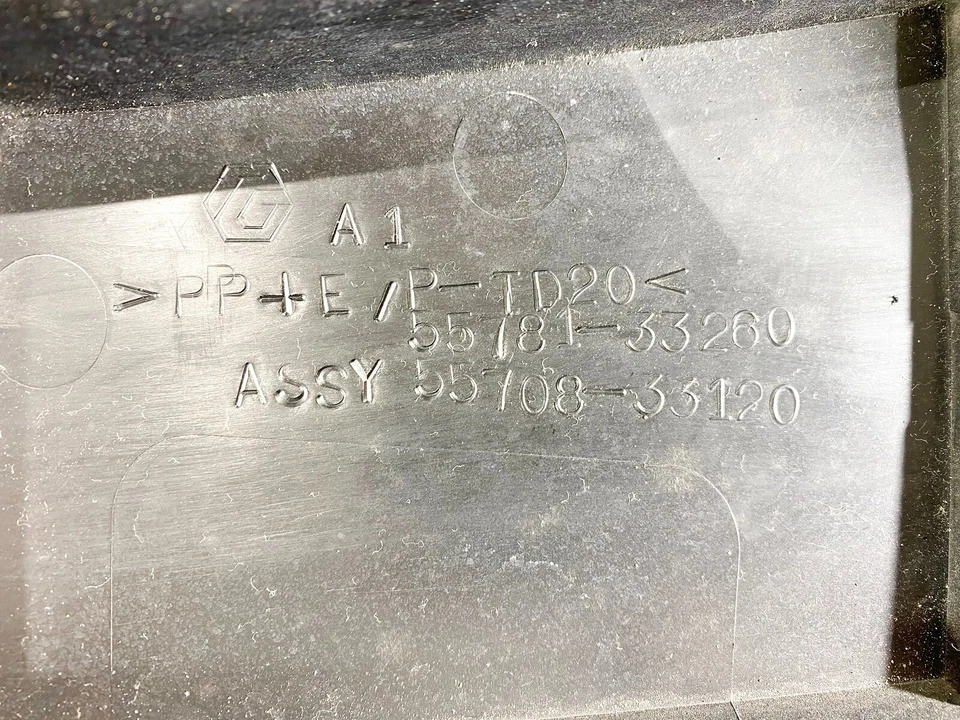 G
A1
>PP+E/P-TD20<
55781-33260
ASSY 55708-33120